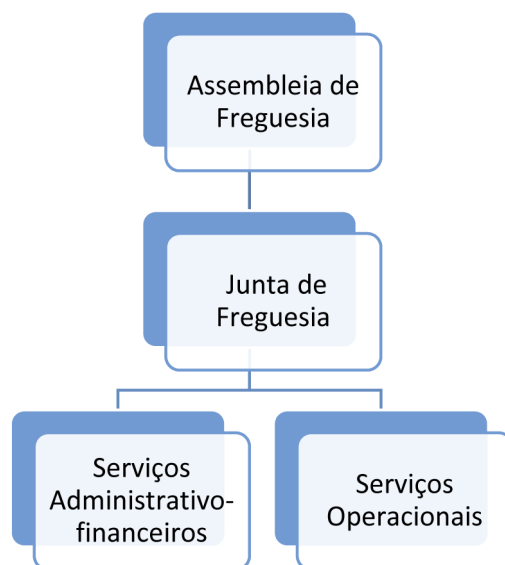 Assembleia de
Freguesia
Junta de
Freguesia
Serviços
Administrativo-
financeiros
Serviços
Operacionais